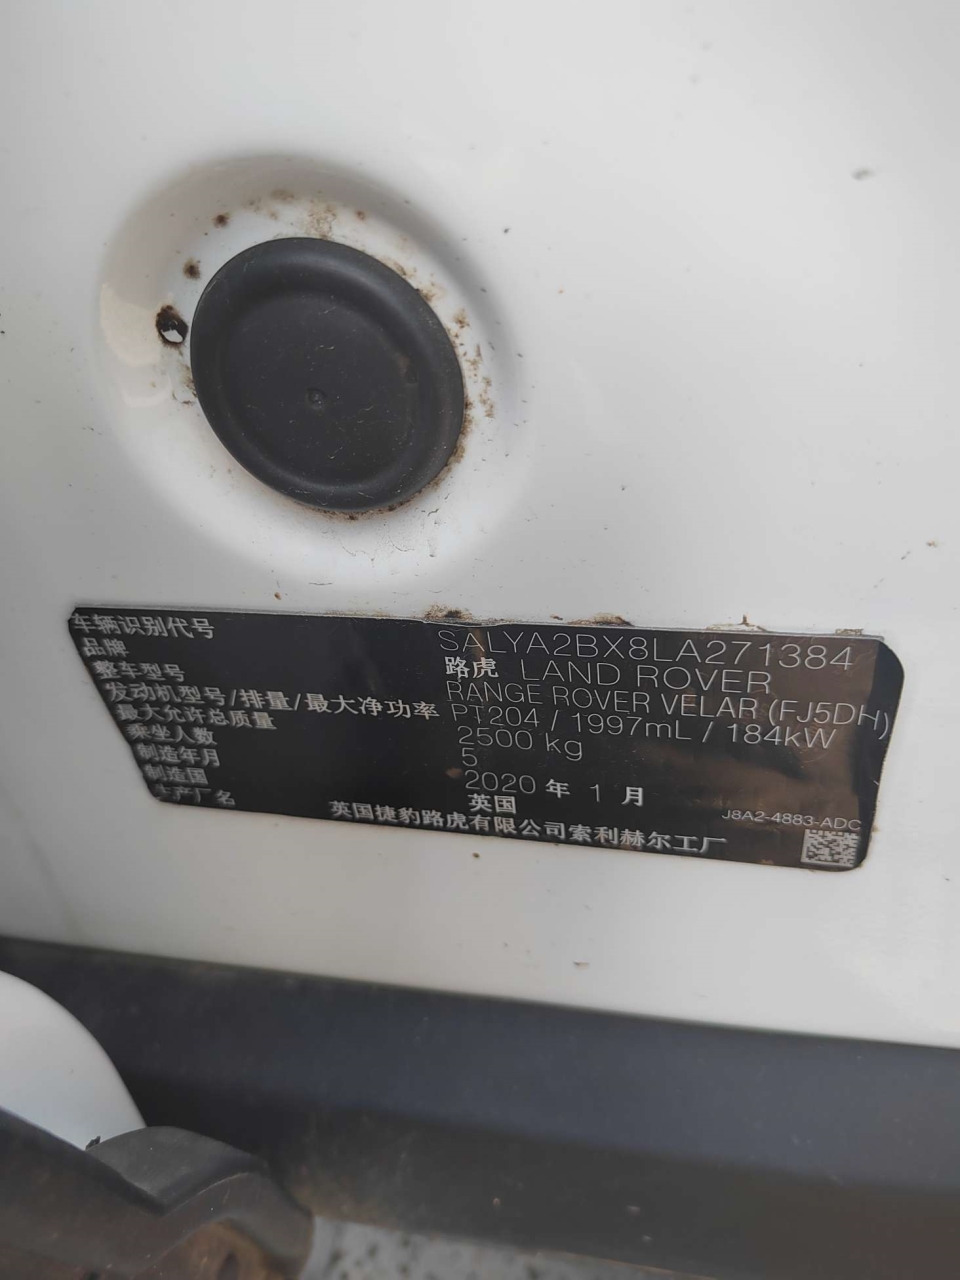 车辆识别代号 SALYA2BX8LA271384
品牌 路虎 LAND ROVER
整车型号 RANGE ROVER VELAR (FJ5DH)
发动机型号/排量/最大净功率 PT204 / 1997mL / 184kW
最大允许总质量 2500 kg
乘坐人数 5
制造年月 2020 年 1 月
制造国 英国
生产厂名 英国捷豹路虎有限公司索利赫尔工厂
J8A2-4883-ADC